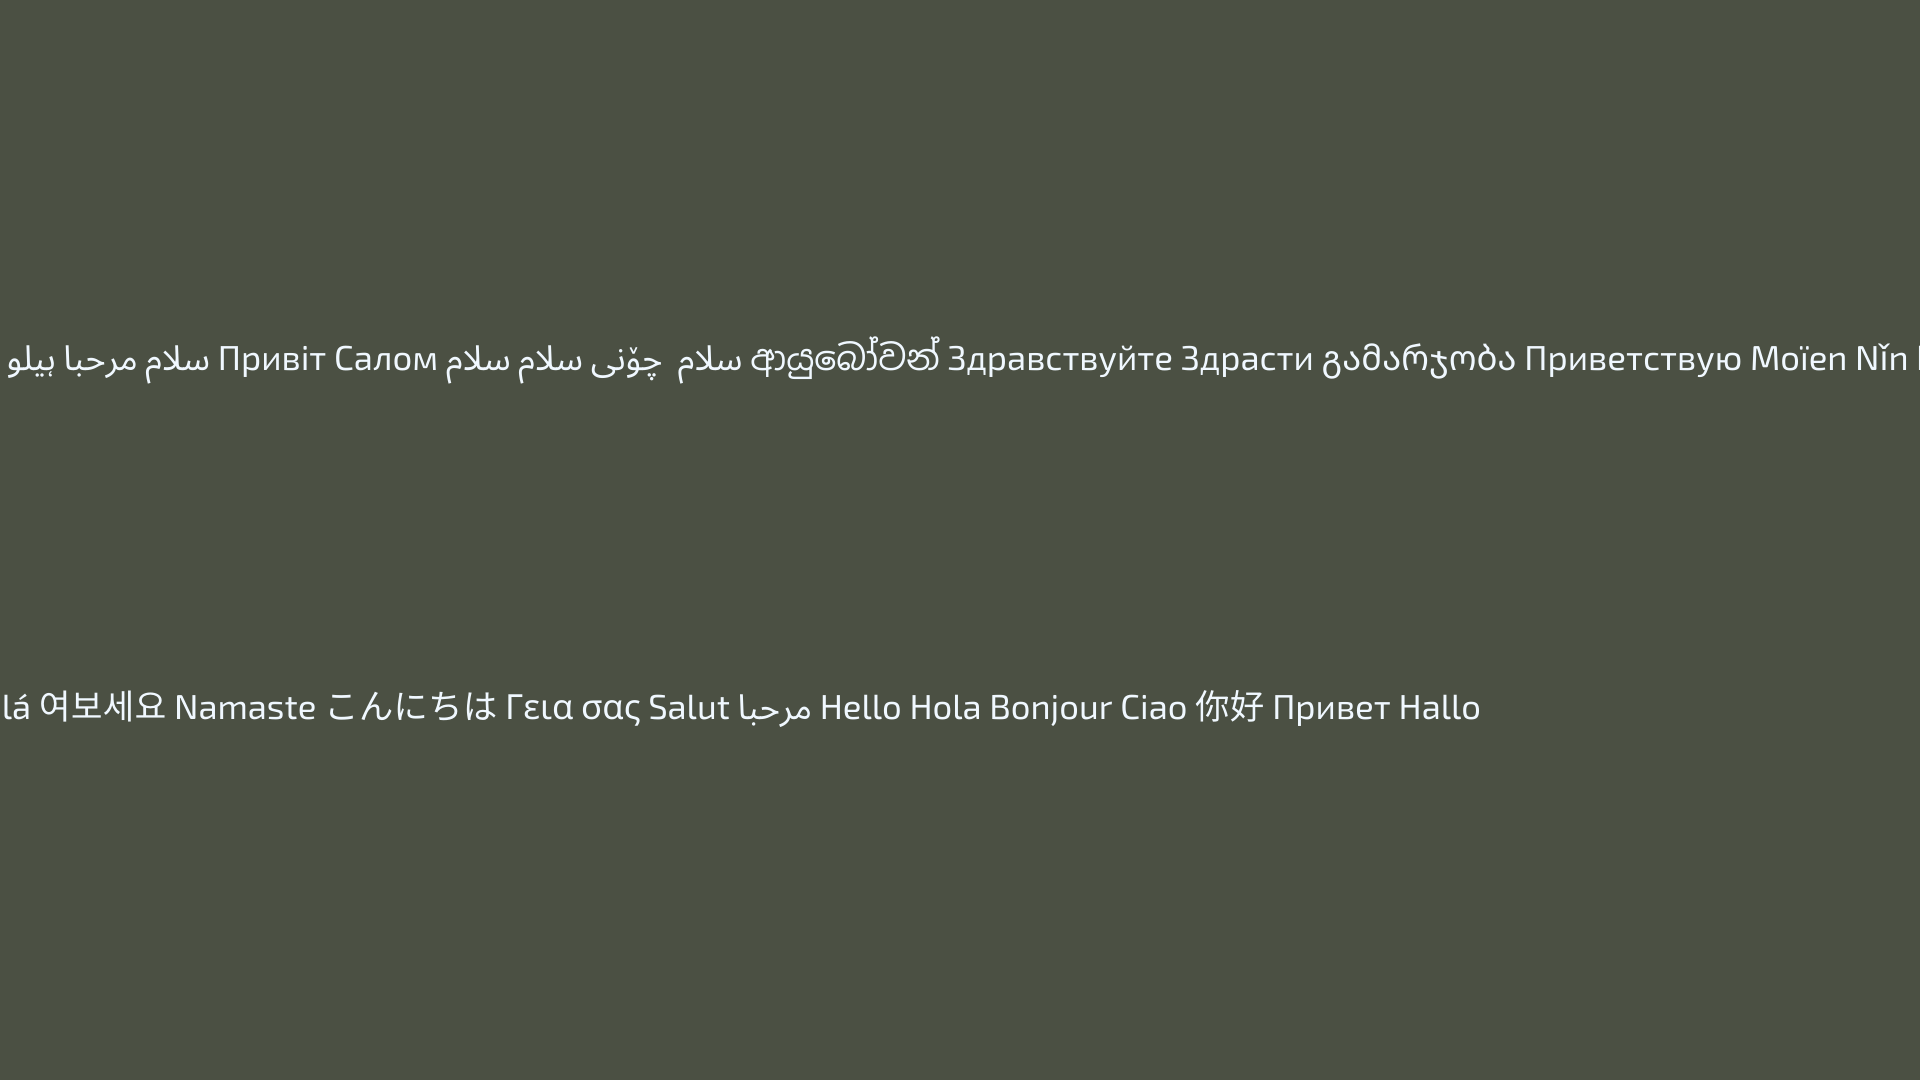 سلام مرحبا ہیلو Привіт Салом سلام چۆنی سلام سلام ආයුබෝවන් Здравствуйте Здрасти გამარჯობა Приветствую Moïen Nǐn
lá 여보세요 Namaste こんにちは Γεια σας Salut مرحبا Hello Hola Bonjour Ciao 你好 Привет Hallo